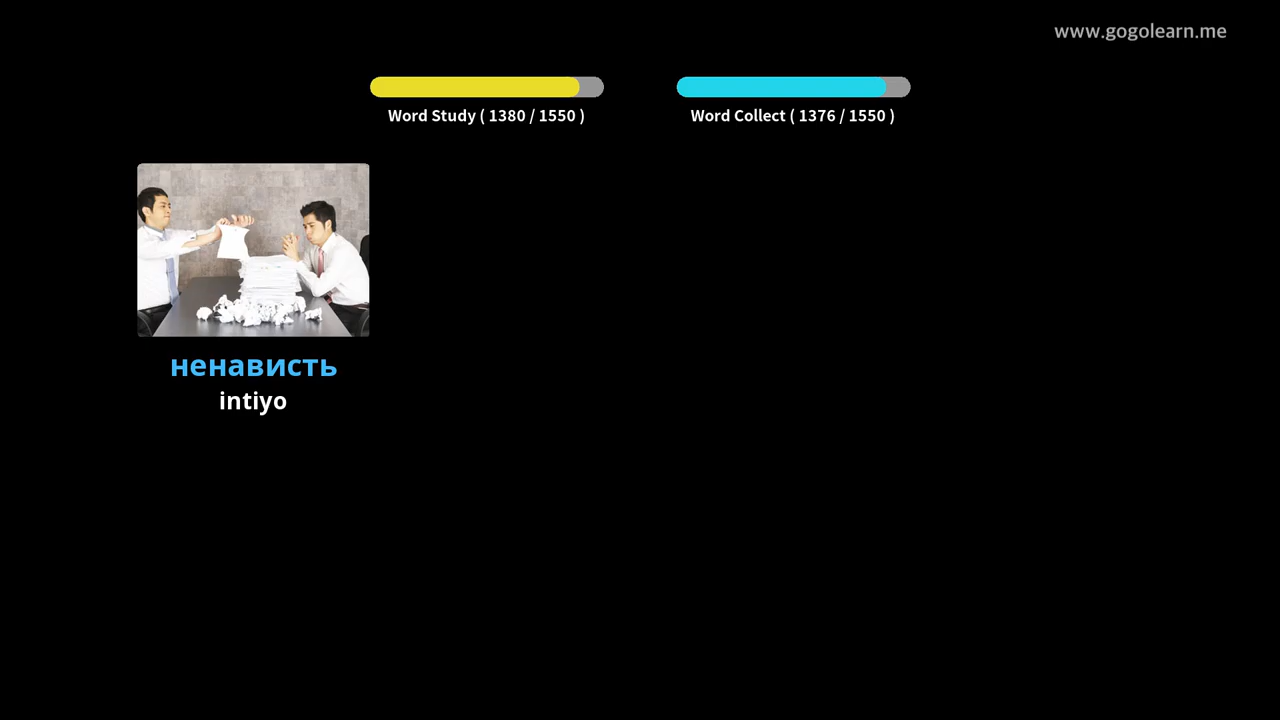 www.gogolearn.me
Word Study ( 1380 / 1550 )
Word Collect ( 1376 / 1550 )
ненависть
intiyo